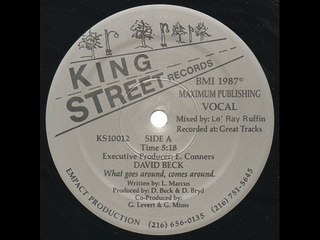 KING
STREET RECORDS
BMI 1987©
MAXIMUM PUBLISHING
VOCAL
Mixed by: Le' Ray Ruffin
Recorded at: Great Tracks
KS10012 SIDE A
Time 5:18
Executive Producer: L. Conners
DAVID BECK
What goes around, comes around.
Written by: L. Marcus
Produced by: D. Beck & D. Bryd
Co-Produced by:
G. Levert & G. Mims
EMPACT PRODUCTION / (216) 656-0135 (216) 751-5645